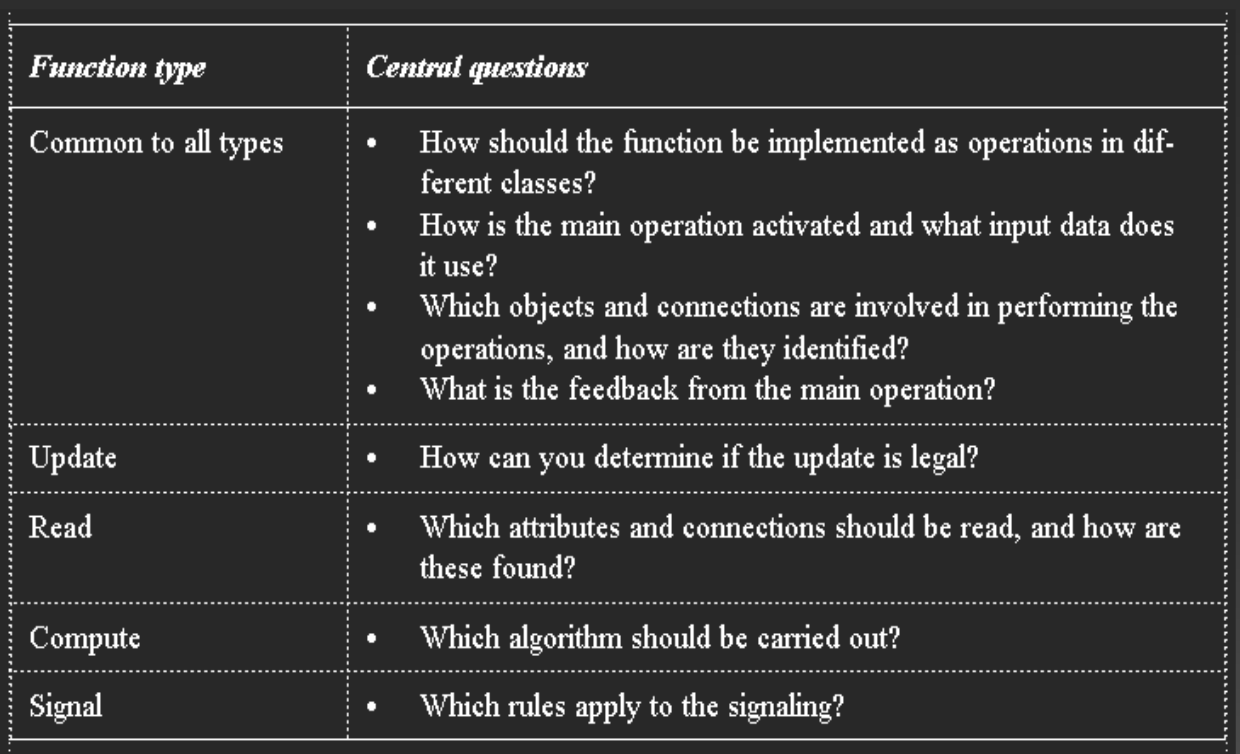 Function type Central questions
Common to all types • How should the function be implemented as operations in dif-
ferent classes?
• How is the main operation activated and what input data does
it use?
• Which objects and connections are involved in performing the
operations, and how are they identified?
• What is the feedback from the main operation?
Update • How can you determine if the update is legal?
Read • Which attributes and connections should be read, and how are
these found?
Compute • Which algorithm should be carried out?
Signal • Which rules apply to the signaling?